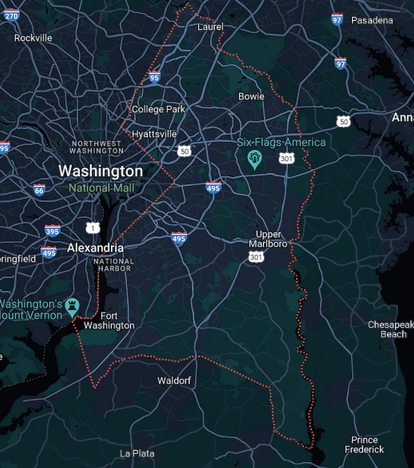 270
Rockville
Laurel
97
Pasadena
95
97
Bowie
College Park
50
Ann
Hyattsville
NORTHWEST
WASHINGTON
50
Six Flags America
95
301
Washington
National Mall
66
495
1
395
Alexandria
495
495
Upper
Marlboro
ringfield
NATIONAL
HARBOR
301
Washington's
ount Vernon
Fort
Washington
Chesapeak
Beach
e
Waldorf
Prince
Frederick
La Plata